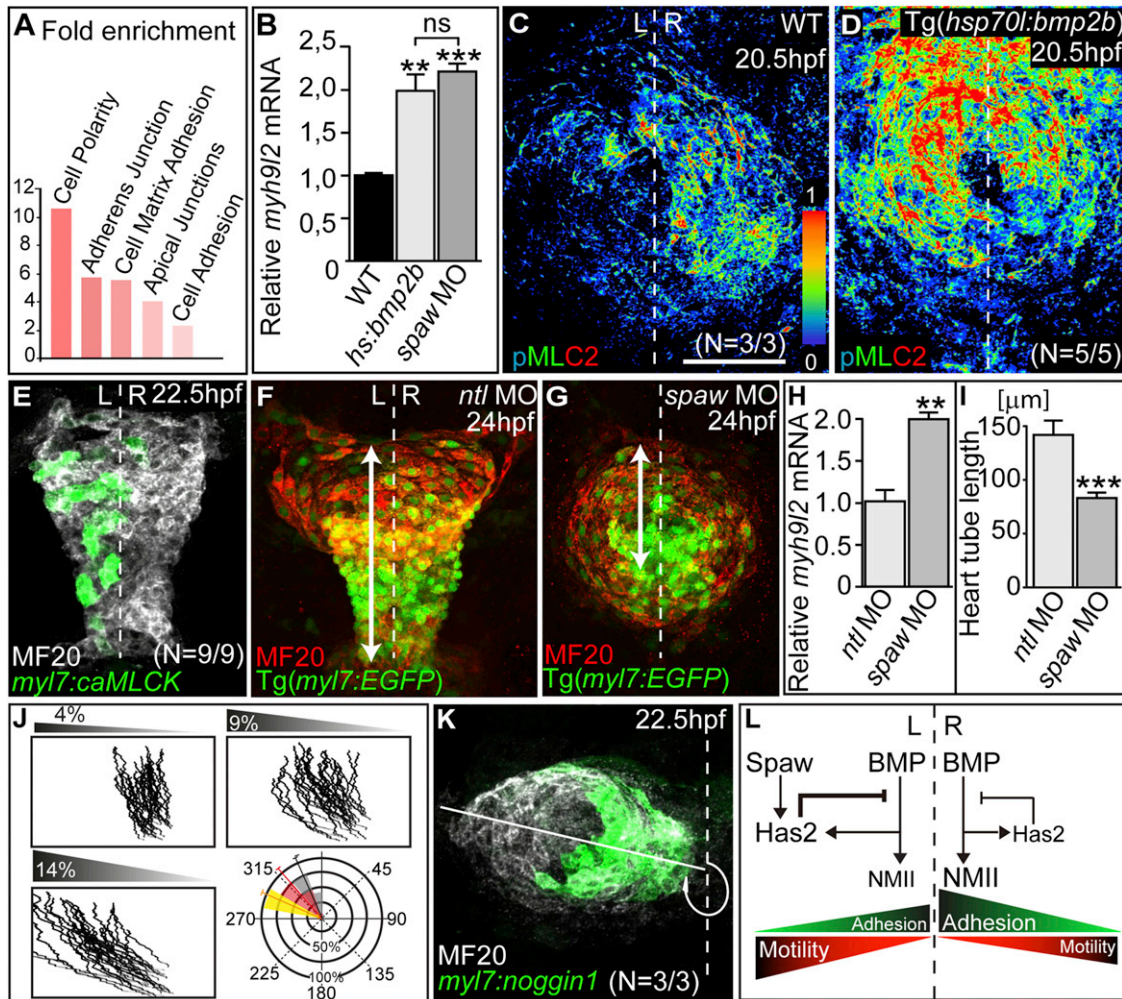 A Fold enrichment
Cell Polarity
Adherens Junction
Cell Matrix Adhesion
Apical Junctions
Cell Adhesion
12
10
8
6
4
2
0
B
ns
** ***
Relative myh9l2 mRNA
2,5
2,0
1,5
1,0
0
WT
hs:bmp2b
spaw MO
C L R WT
20.5hpf
1
0
pMLC2 (N=3/3)
D Tg(hsp70l:bmp2b)
20.5hpf
(N=5/5)
E L R 22.5hpf
MF20 (N=9/9)
myl7:caMLCK
F L R ntl MO
24hpf
MF20
Tg(myl7:EGFP)
G spaw MO
24hpf
MF20
Tg(myl7:EGFP)
H
**
Relative myh9l2 mRNA
2.0
1.5
1.0
0.5
0
ntl MO
spaw MO
I [µm]
***
Heart tube length
150
100
50
0
ntl MO
spaw MO
J
4%
9%
14%
315 45
270 90
225 135
180
50%
100%
K 22.5hpf
MF20
myl7:noggin1 (N=3/3)
L L R
Spaw BMP BMP
Has2 Has2
NMII NMII
Adhesion Adhesion
Motility Motility